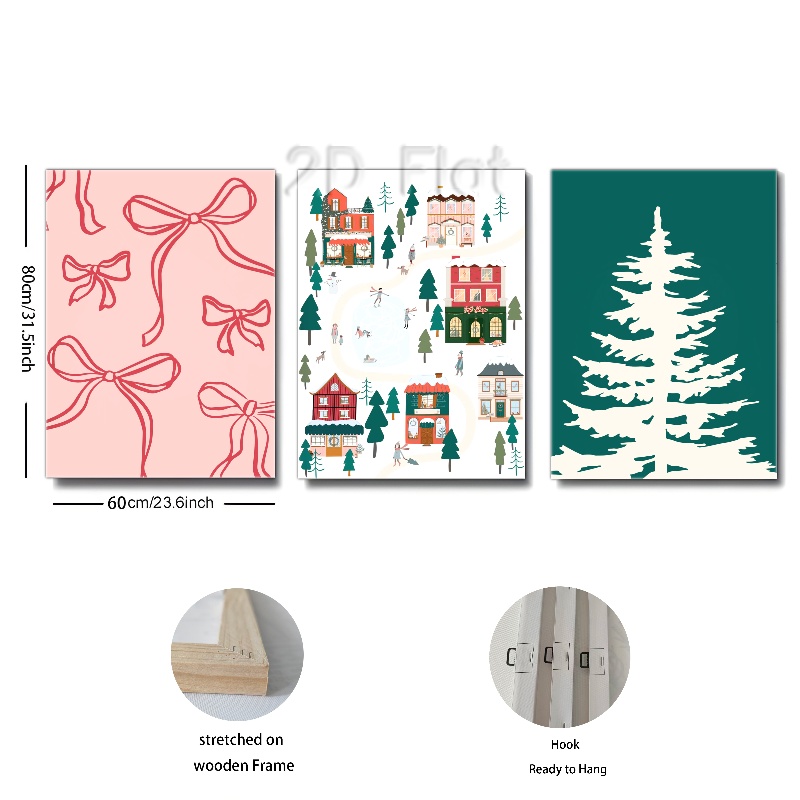 2D Flat
80cm/31.5inch
60cm/23.6inch
stretched on
wooden Frame
Hook
Ready to Hang